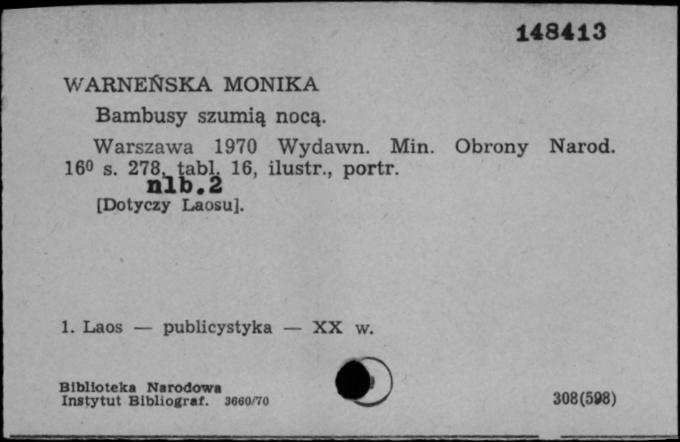 148413
WARNEŃSKA MONIKA
Bambusy szumią nocą.
Warszawa 1970 Wydawn. Min. Obrony Narod.
16⁰ s. 278, tabl. 16, ilustr., portr.
nlb.2
[Dotyczy Laosu].
1. Laos — publicystyka — XX w.
Biblioteka Narodowa
Instytut Bibliograf. 3660/70
308(598)